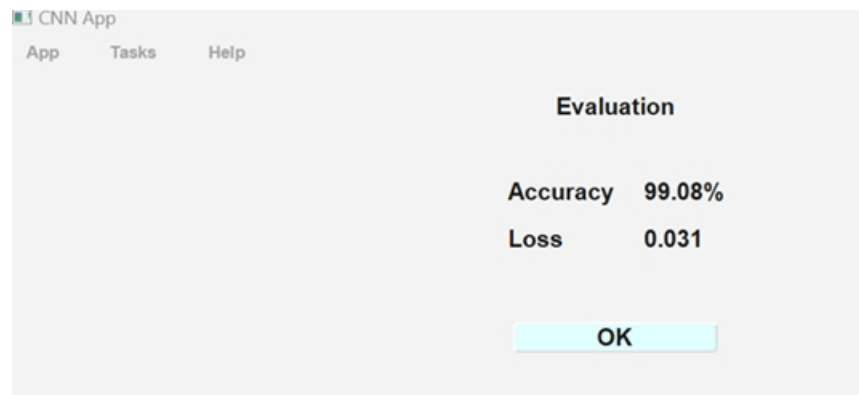 CNN App
App Tasks Help
Evaluation
Accuracy 99.08%
Loss 0.031
OK